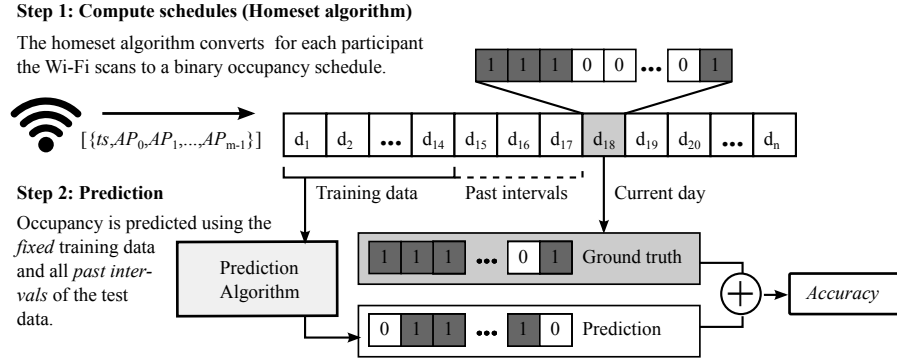 Step 1: Compute schedules (Homeset algorithm)
The homeset algorithm converts for each participant
the Wi-Fi scans to a binary occupancy schedule.
1 1 1 0 0 ... 0 1
[{ts,AP0,AP1,...,APm-1}]
d1 d2 ... d14 d15 d16 d17 d18 d19 d20 ... dn
Training data Past intervals Current day
Step 2: Prediction
Occupancy is predicted using the
fixed training data
and all past inter-
vals of the test
data.
Prediction
Algorithm
1 1 1 ... 0 1 Ground truth
0 1 1 ... 1 0 Prediction
+
Accuracy